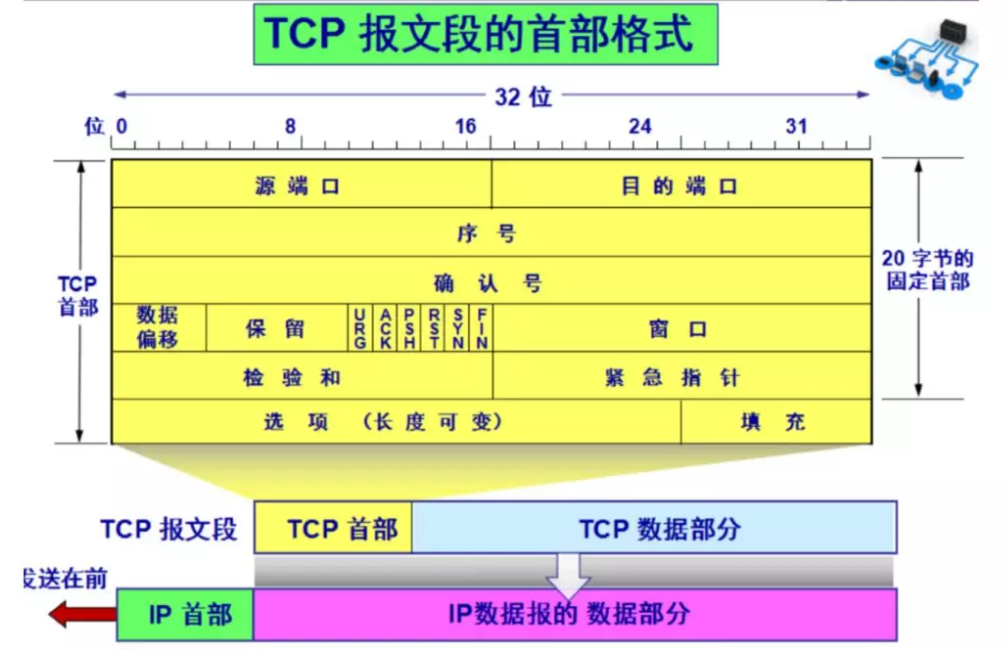 TCP 报文段的首部格式
32 位
位 0 8 16 24 31
源 端 口 目 的 端 口
序 号
TCP 首部
确 认 号
20 字节的 固定首部
数据 偏移 保 留 URG ACK PSH RST SYN FIN 窗 口
检 验 和 紧 急 指 针
选 项 (长 度 可 变) 填 充
TCP 报文段 TCP 首部 TCP 数据部分
发送在前
IP 首部 IP数据报的 数据部分